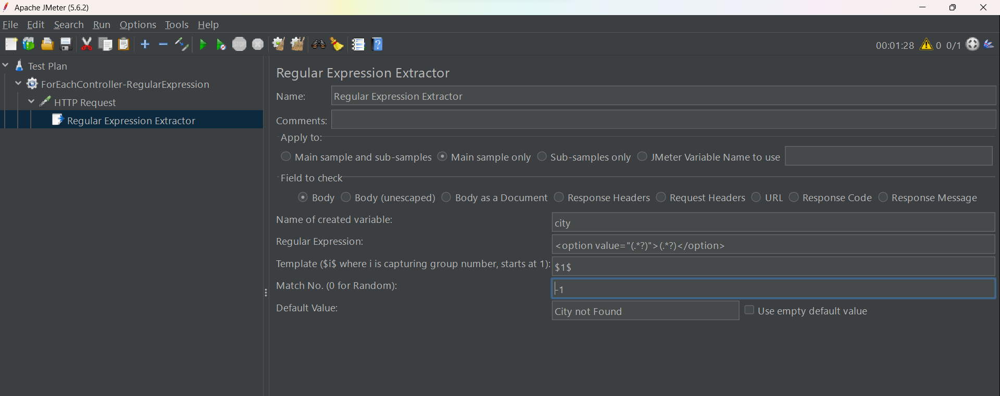 Apache JMeter (5.6.2)
File Edit Search Run Options Tools Help
STOP
00:01:28 0 0/1
Test Plan
ForEachController-RegularExpression
HTTP Request
Regular Expression Extractor
Regular Expression Extractor
Name: Regular Expression Extractor
Comments:
Apply to:
Main sample and sub-samples Main sample only Sub-samples only JMeter Variable Name to use
Field to check
Body Body (unescaped) Body as a Document Response Headers Request Headers URL Response Code Response Message
Name of created variable: city
Regular Expression: <option value="(.*?)">(.*?)</option>
Template ($i$ where i is capturing group number, starts at 1): $1$
Match No. (0 for Random): -1
Default Value: City not Found Use empty default value